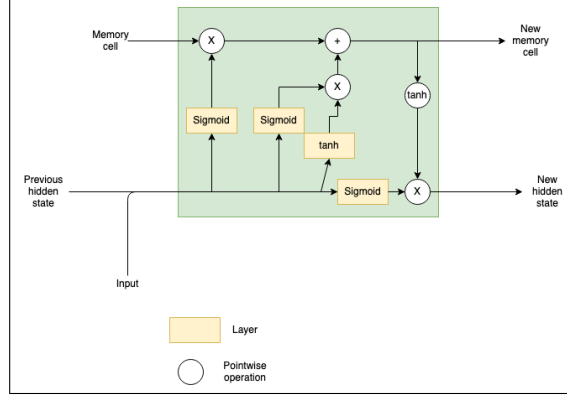 Memory
cell
X
+
New
memory
cell
X
tanh
Sigmoid
Sigmoid
tanh
Previous
hidden
state
Sigmoid
X
New
hidden
state
Input
Layer
Pointwise
operation